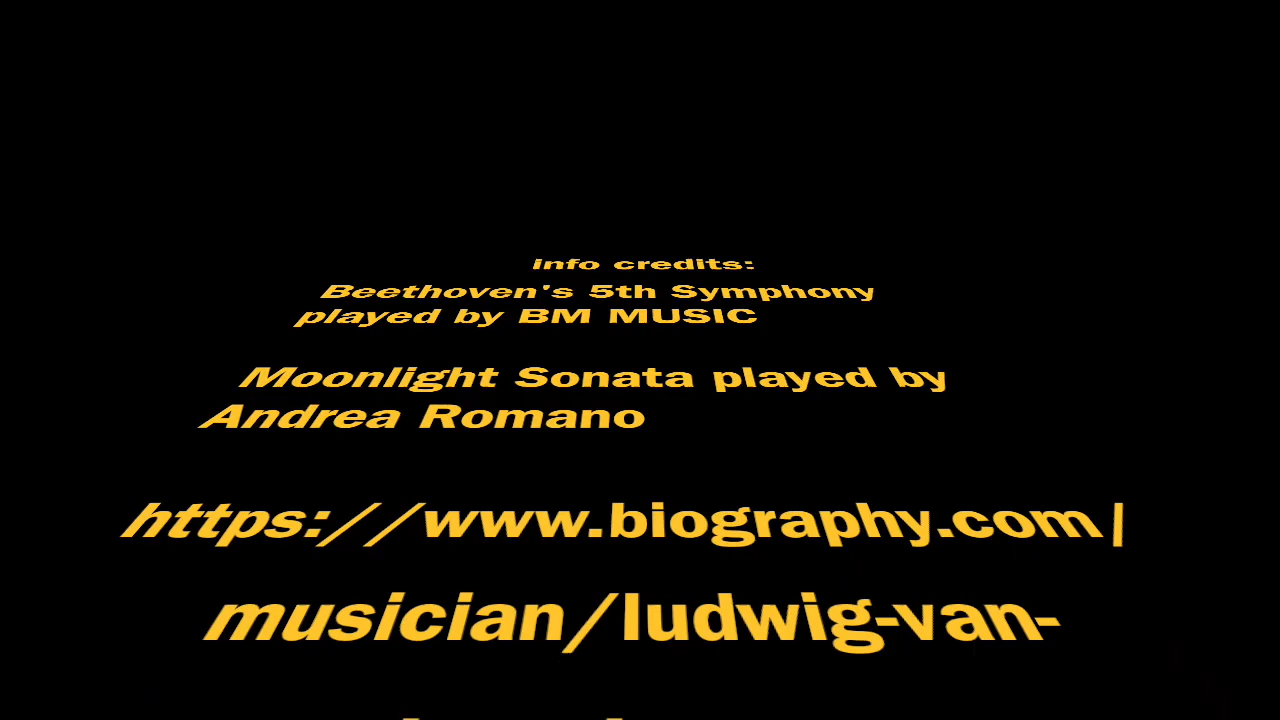 info credits:
Beethoven's 5th Symphony
played by BM MUSIC
Moonlight Sonata played by
Andrea Romano
https://www.biography.com/
musician/ludwig-van-